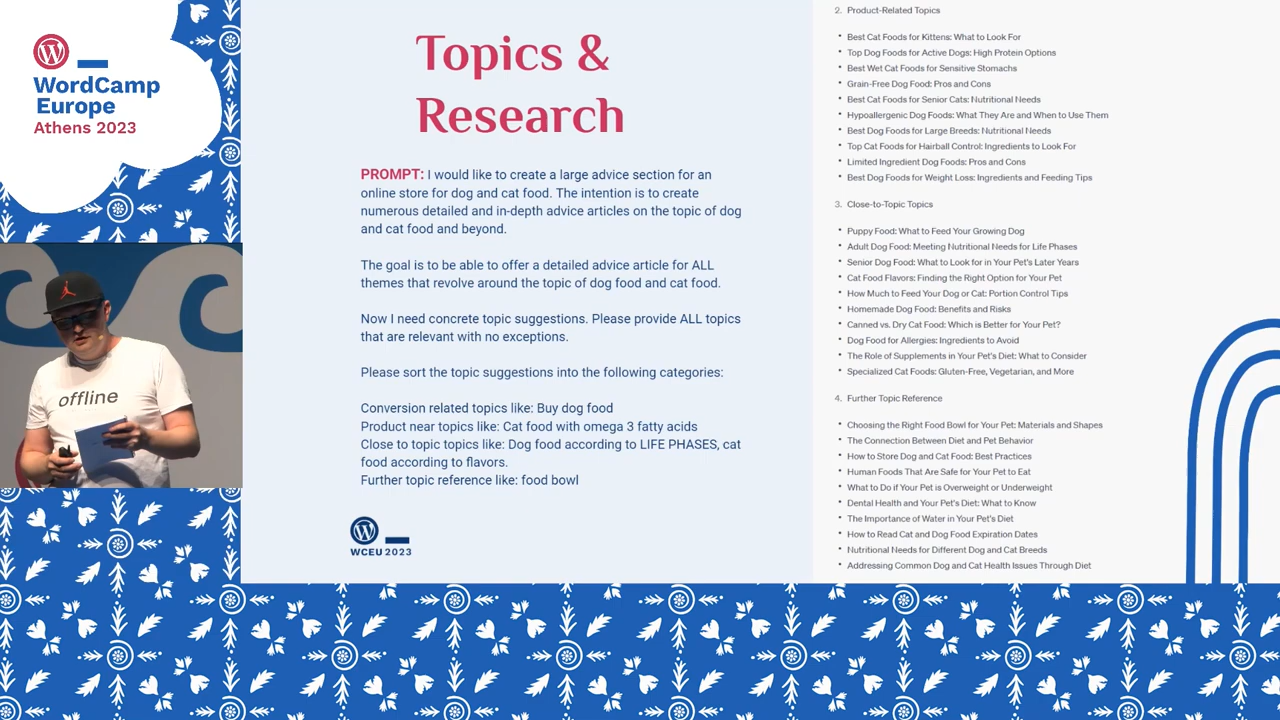 WordCamp
Europe
Athens 2023
offline
Topics &
Research
PROMPT: I would like to create a large advice section for an
online store for dog and cat food. The intention is to create
numerous detailed and in-depth advice articles on the topic of dog
and cat food and beyond.
The goal is to be able to offer a detailed advice article for ALL
themes that revolve around the topic of dog food and cat food.
Now I need concrete topic suggestions. Please provide ALL topics
that are relevant with no exceptions.
Please sort the topic suggestions into the following categories:
Conversion related topics like: Buy dog food
Product near topics like: Cat food with omega 3 fatty acids
Close to topic topics like: Dog food according to LIFE PHASES, cat
food according to flavors.
Further topic reference like: food bowl
WCEU 2023
2. Product-Related Topics
• Best Cat Foods for Kittens: What to Look For
• Top Dog Foods for Active Dogs: High Protein Options
• Best Wet Cat Foods for Sensitive Stomachs
• Grain-Free Dog Food: Pros and Cons
• Best Cat Foods for Senior Cats: Nutritional Needs
• Hypoallergenic Dog Foods: What They Are and When to Use Them
• Best Dog Foods for Large Breeds: Nutritional Needs
• Top Cat Foods for Hairball Control: Ingredients to Look For
• Limited Ingredient Dog Foods: Pros and Cons
• Best Dog Foods for Weight Loss: Ingredients and Feeding Tips
3. Close-to-Topic Topics
• Puppy Food: What to Feed Your Growing Dog
• Adult Dog Food: Meeting Nutritional Needs for Life Phases
• Senior Dog Food: What to Look for in Your Pet's Later Years
• Cat Food Flavors: Finding the Right Option for Your Pet
• How Much to Feed Your Dog or Cat: Portion Control Tips
• Homemade Dog Food: Benefits and Risks
• Canned vs. Dry Cat Food: Which is Better for Your Pet?
• Dog Food for Allergies: Ingredients to Avoid
• The Role of Supplements in Your Pet's Diet: What to Consider
• Specialized Cat Foods: Gluten-Free, Vegetarian, and More
4. Further Topic Reference
• Choosing the Right Food Bowl for Your Pet: Materials and Shapes
• The Connection Between Diet and Pet Behavior
• How to Store Dog and Cat Food: Best Practices
• Human Foods That Are Safe for Your Pet to Eat
• What to Do if Your Pet is Overweight or Underweight
• Dental Health and Your Pet's Diet: What to Know
• The Importance of Water in Your Pet's Diet
• How to Read Cat and Dog Food Expiration Dates
• Nutritional Needs for Different Dog and Cat Breeds
• Addressing Common Dog and Cat Health Issues Through Diet